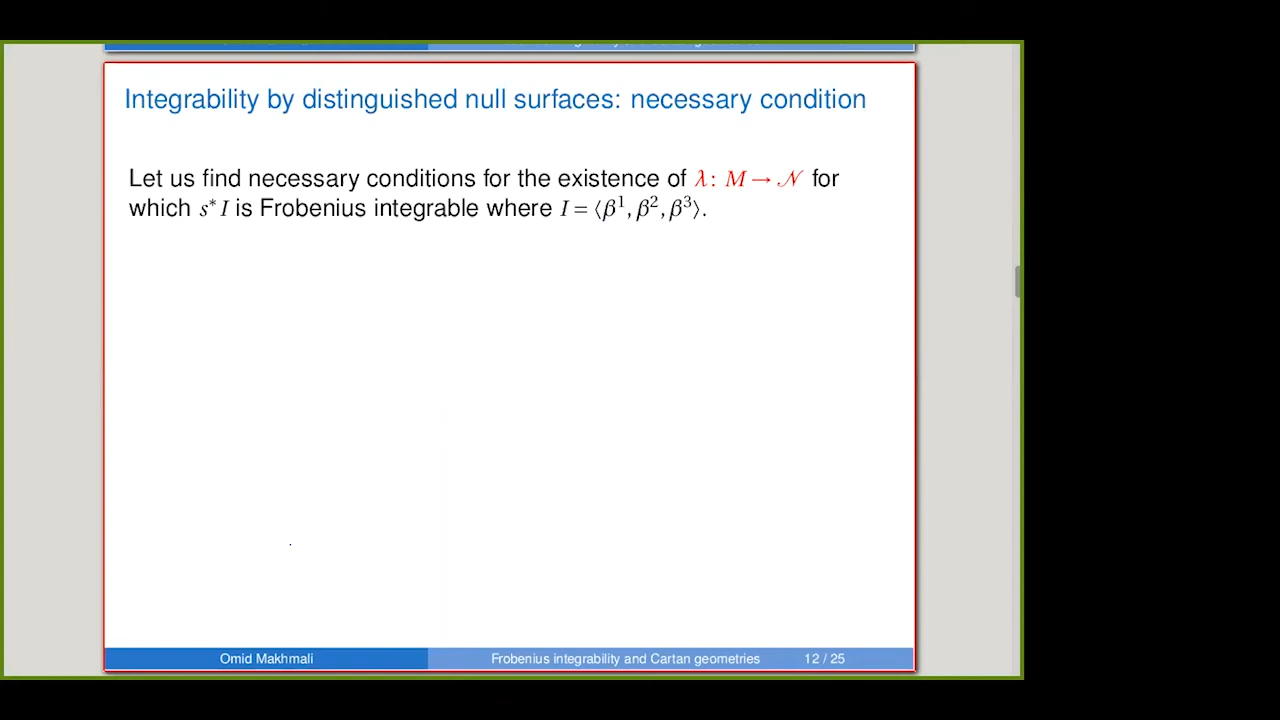 Integrability by distinguished null surfaces: necessary condition
Let us find necessary conditions for the existence of λ: M → 𝒩 for
which s*I is Frobenius integrable where I = ⟨β¹, β², β³⟩.
Omid Makhmali
Frobenius integrability and Cartan geometries
12 / 25